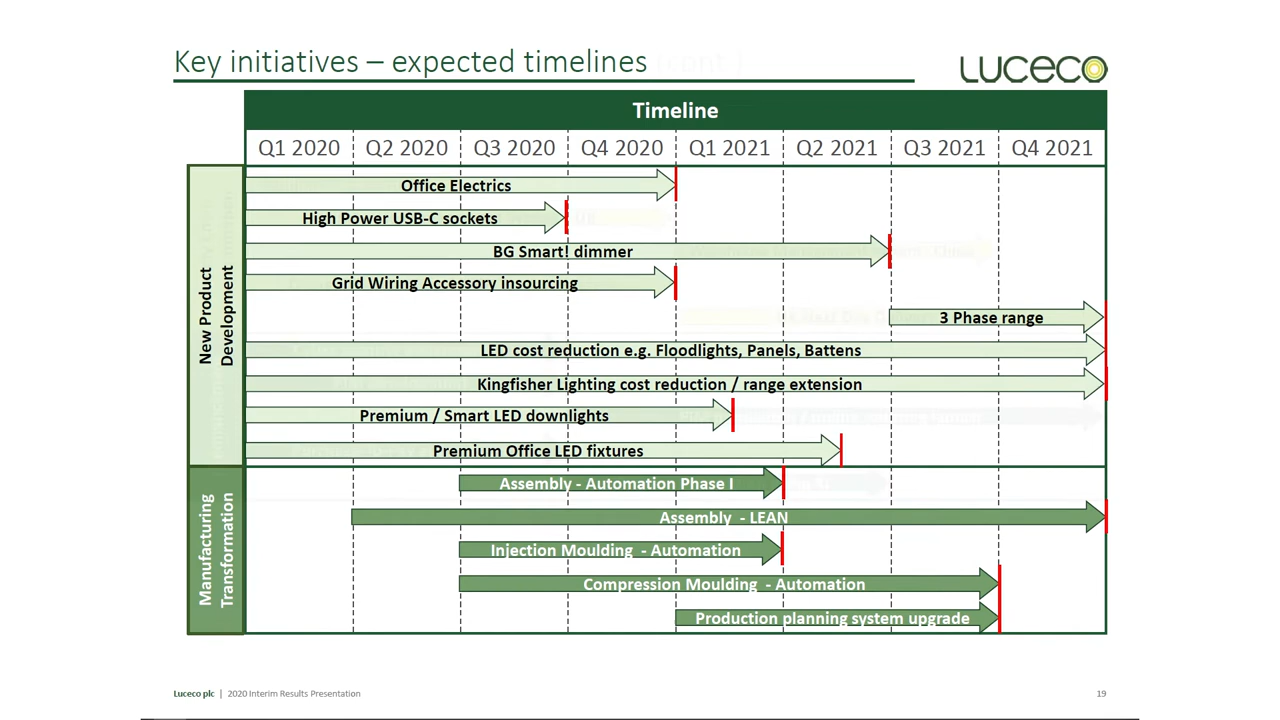 Key initiatives – expected timelines
LUCECO
Timeline
Q1 2020 Q2 2020 Q3 2020 Q4 2020 Q1 2021 Q2 2021 Q3 2021 Q4 2021
New Product
Development
Office Electrics
High Power USB-C sockets
BG Smart! dimmer
Grid Wiring Accessory insourcing
3 Phase range
LED cost reduction e.g. Floodlights, Panels, Battens
Kingfisher Lighting cost reduction / range extension
Premium / Smart LED downlights
Premium Office LED fixtures
Manufacturing
Transformation
Assembly - Automation Phase I
Assembly - LEAN
Injection Moulding - Automation
Compression Moulding - Automation
Production planning system upgrade
Luceco plc | 2020 Interim Results Presentation
19